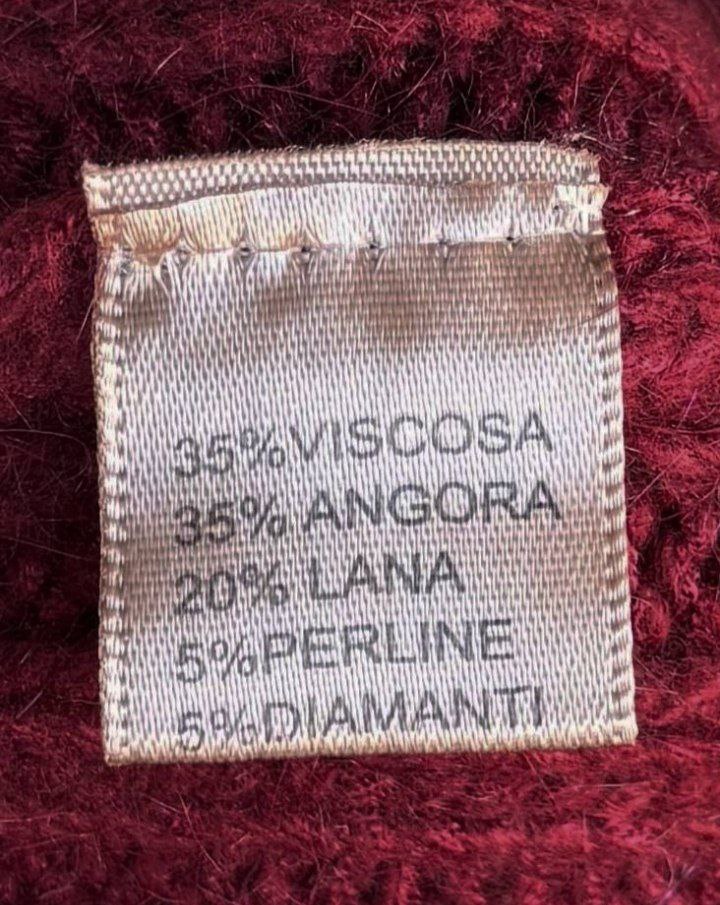 35%VISCOSA
35% ANGORA
20% LANA
5%PERLINE
5%DIAMANTI